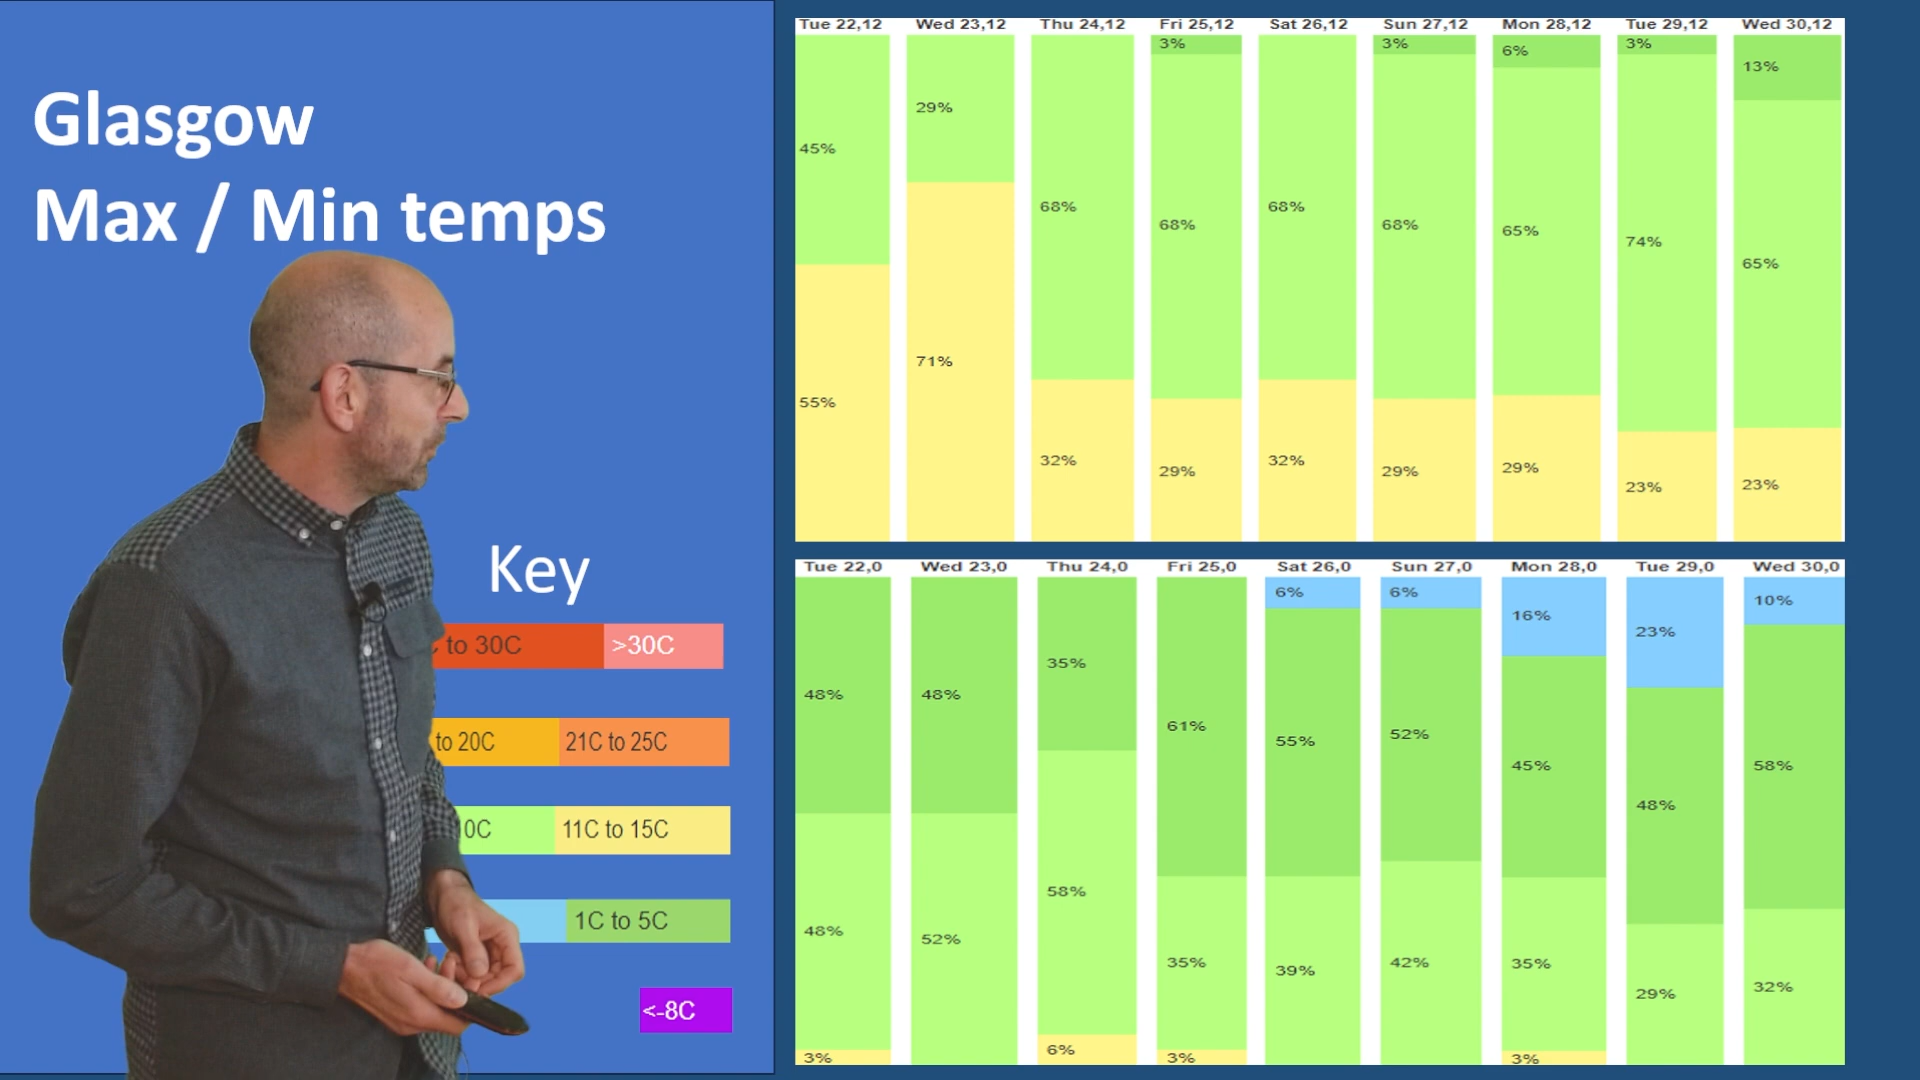 Glasgow
Max / Min temps
Key
to 30C >30C
to 20C 21C to 25C
0C 11C to 15C
1C to 5C
<-8C
Tue 22,12 Wed 23,12 Thu 24,12 Fri 25,12 Sat 26,12 Sun 27,12 Mon 28,12 Tue 29,12 Wed 30,12
3% 3% 6% 3% 13%
45% 29% 68% 68% 68% 68% 65% 74% 65%
55% 71% 32% 29% 32% 29% 29% 23% 23%
Tue 22,0 Wed 23,0 Thu 24,0 Fri 25,0 Sat 26,0 Sun 27,0 Mon 28,0 Tue 29,0 Wed 30,0
6% 6% 16% 23% 10%
48% 48% 35% 61% 55% 52% 45% 48% 58%
48% 52% 58% 35% 39% 42% 35% 29% 32%
3% 6% 3% 3%